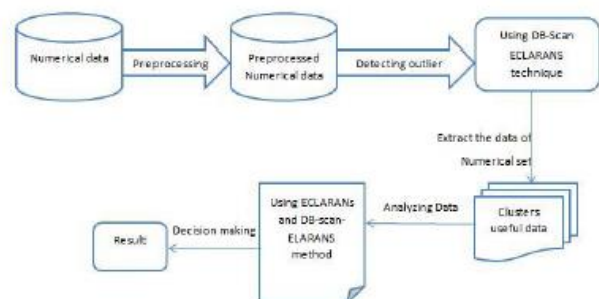 Numerical data
Preprocessing
Preprocessed
Numerical data
Detecting outlier
Using DB-Scan
ECLARANS
technique
Extract the data of
Numerical set
Clusters
useful data
Analyzing Data
Using ECLARANs
and DB-scan-
ELARANS
method
Decision making
Result